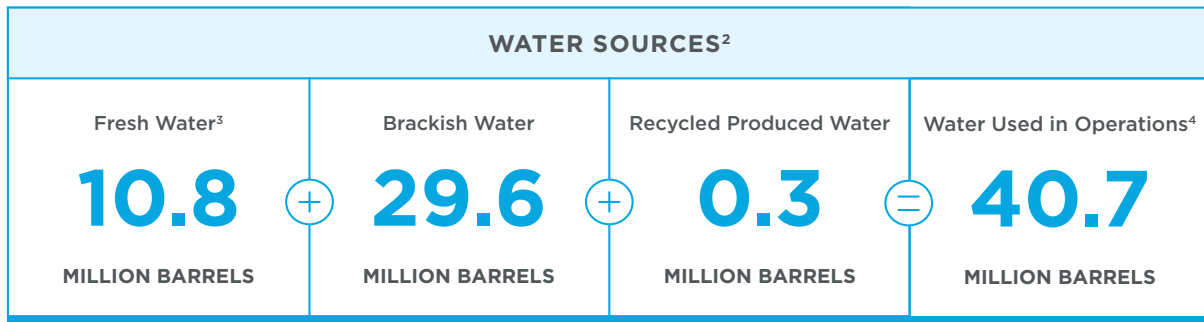 WATER SOURCES²
Fresh Water³
10.8
MILLION BARRELS
+
Brackish Water
29.6
MILLION BARRELS
+
Recycled Produced Water
0.3
MILLION BARRELS
=
Water Used in Operations⁴
40.7
MILLION BARRELS